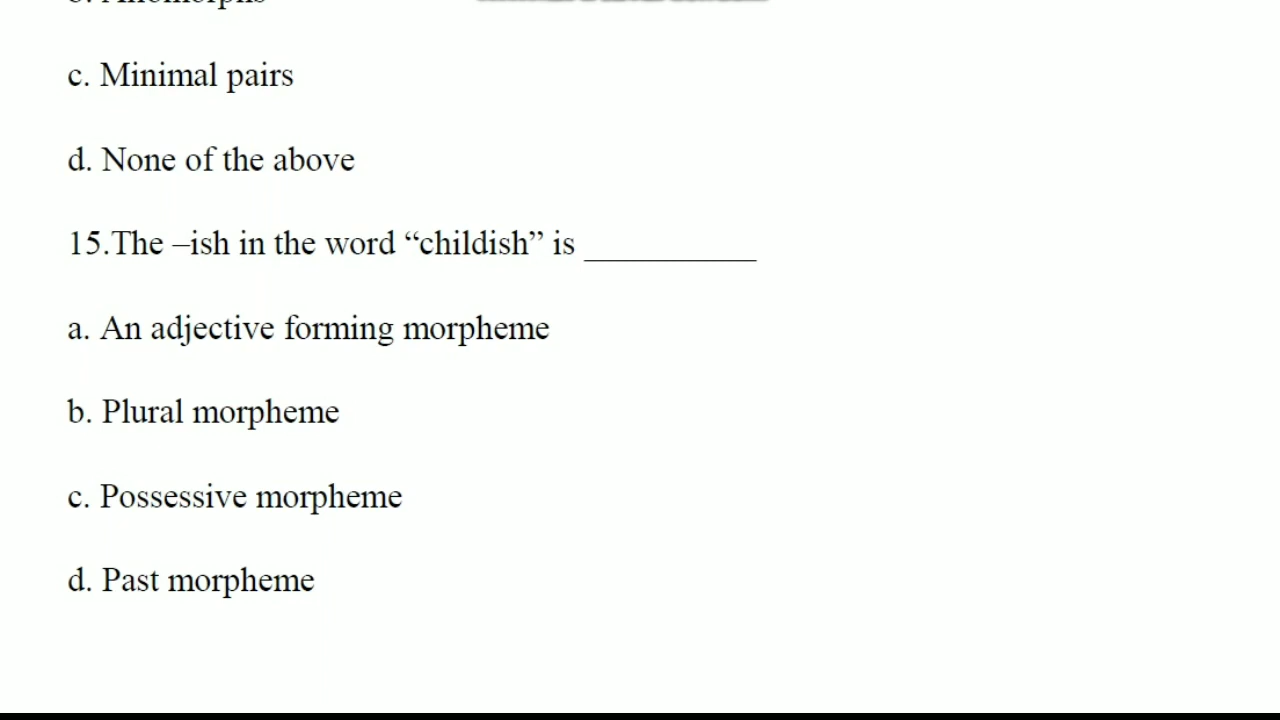 c. Minimal pairs
d. None of the above
15.The –ish in the word “childish” is __________
a. An adjective forming morpheme
b. Plural morpheme
c. Possessive morpheme
d. Past morpheme